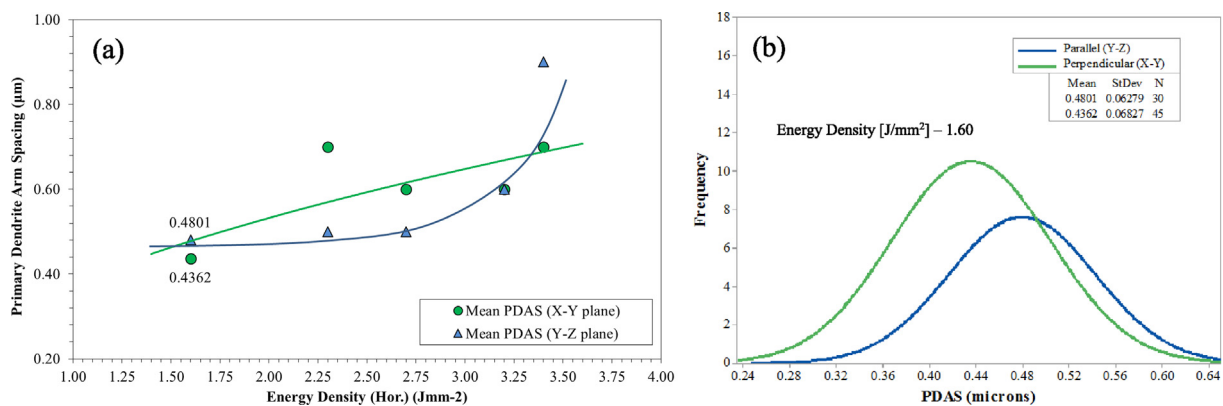 (a)
Primary Dendrite Arm Spacing (μm)
1.00
0.80
0.60
0.40
0.20
0.4801
0.4362
Mean PDAS (X-Y plane)
Mean PDAS (Y-Z plane)
1.00 1.25 1.50 1.75 2.00 2.25 2.50 2.75 3.00 3.25 3.50 3.75 4.00
Energy Density (Hor.) (Jmm-2)
(b)
Frequency
18
16
14
12
10
8
6
4
2
0
Parallel (Y-Z)
Perpendicular (X-Y)
Mean StDev N
0.4801 0.06279 30
0.4362 0.06827 45
Energy Density [J/mm²] – 1.60
0.24 0.28 0.32 0.36 0.40 0.44 0.48 0.52 0.56 0.60 0.64
PDAS (microns)